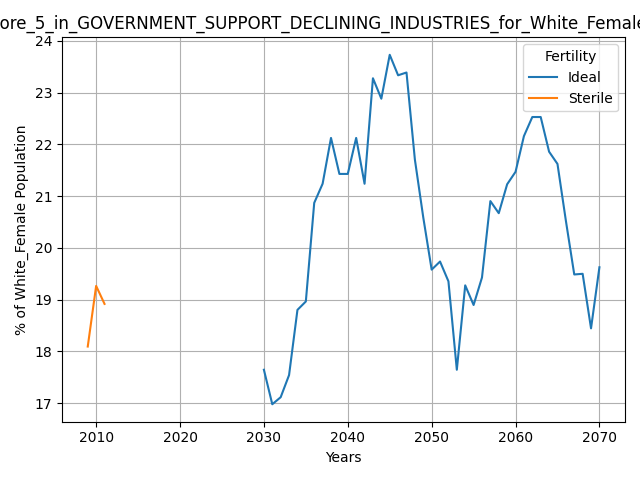 ore_5_in_GOVERNMENT_SUPPORT_DECLINING_INDUSTRIES_for_White_Female
Fertility
Ideal
Sterile
% of White_Female Population
24
23
22
21
20
19
18
17
2010 2020 2030 2040 2050 2060 2070
Years